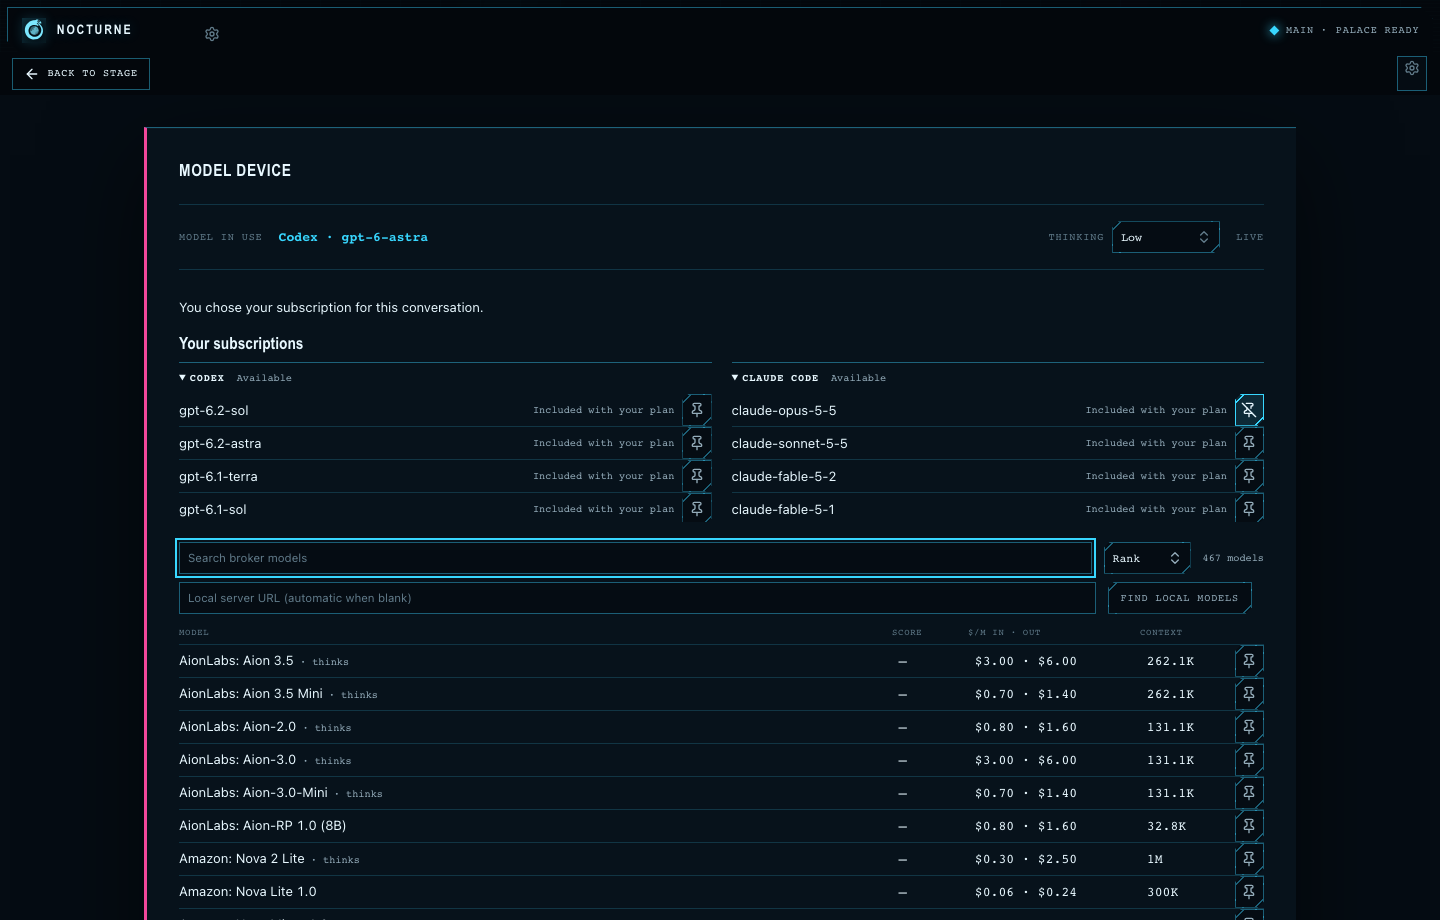 NOCTURNE
MAIN · PALACE READY
BACK TO STAGE
MODEL DEVICE
MODEL IN USE Codex · gpt-6-astra THINKING Low LIVE
You chose your subscription for this conversation.
Your subscriptions
CODEX Available
gpt-6.2-sol Included with your plan
gpt-6.2-astra Included with your plan
gpt-6.1-terra Included with your plan
gpt-6.1-sol Included with your plan
CLAUDE CODE Available
claude-opus-5-5 Included with your plan
claude-sonnet-5-5 Included with your plan
claude-fable-5-2 Included with your plan
claude-fable-5-1 Included with your plan
Search broker models Rank 467 models
Local server URL (automatic when blank) FIND LOCAL MODELS
MODEL SCORE $/M IN · OUT CONTEXT
AionLabs: Aion 3.5 · thinks — $3.00 · $6.00 262.1K
AionLabs: Aion 3.5 Mini · thinks — $0.70 · $1.40 262.1K
AionLabs: Aion-2.0 · thinks — $0.80 · $1.60 131.1K
AionLabs: Aion-3.0 · thinks — $3.00 · $6.00 131.1K
AionLabs: Aion-3.0-Mini · thinks — $0.70 · $1.40 131.1K
AionLabs: Aion-RP 1.0 (8B) — $0.80 · $1.60 32.8K
Amazon: Nova 2 Lite · thinks — $0.30 · $2.50 1M
Amazon: Nova Lite 1.0 — $0.06 · $0.24 300K